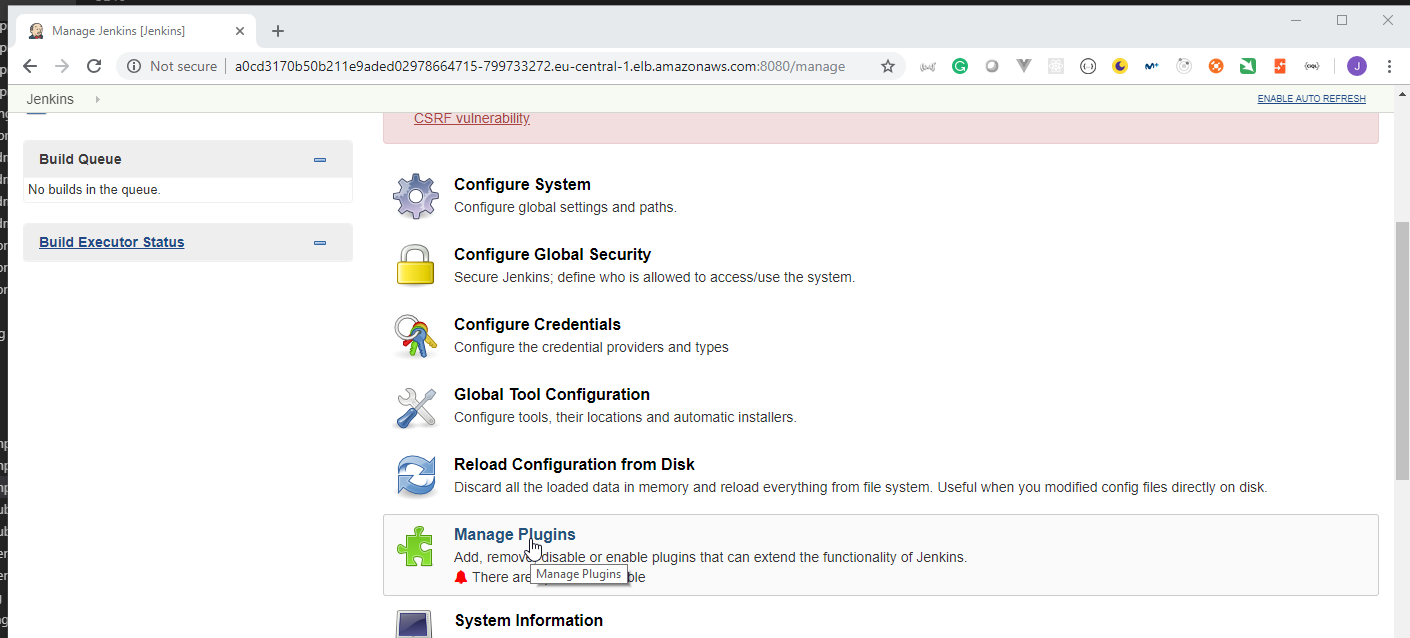 Manage Jenkins [Jenkins]
Not secure
a0cd3170b50b211e9aded02978664715-799733272.eu-central-1.elb.amazonaws.com:8080/manage
J
Jenkins
ENABLE AUTO REFRESH
CSRF vulnerability
Build Queue
No builds in the queue.
Build Executor Status
Configure System
Configure global settings and paths.
Configure Global Security
Secure Jenkins; define who is allowed to access/use the system.
Configure Credentials
Configure the credential providers and types
Global Tool Configuration
Configure tools, their locations and automatic installers.
Reload Configuration from Disk
Discard all the loaded data in memory and reload everything from file system. Useful when you modified config files directly on disk.
Manage Plugins
Add, remove disable or enable plugins that can extend the functionality of Jenkins.
There are
Manage Plugins
System Information